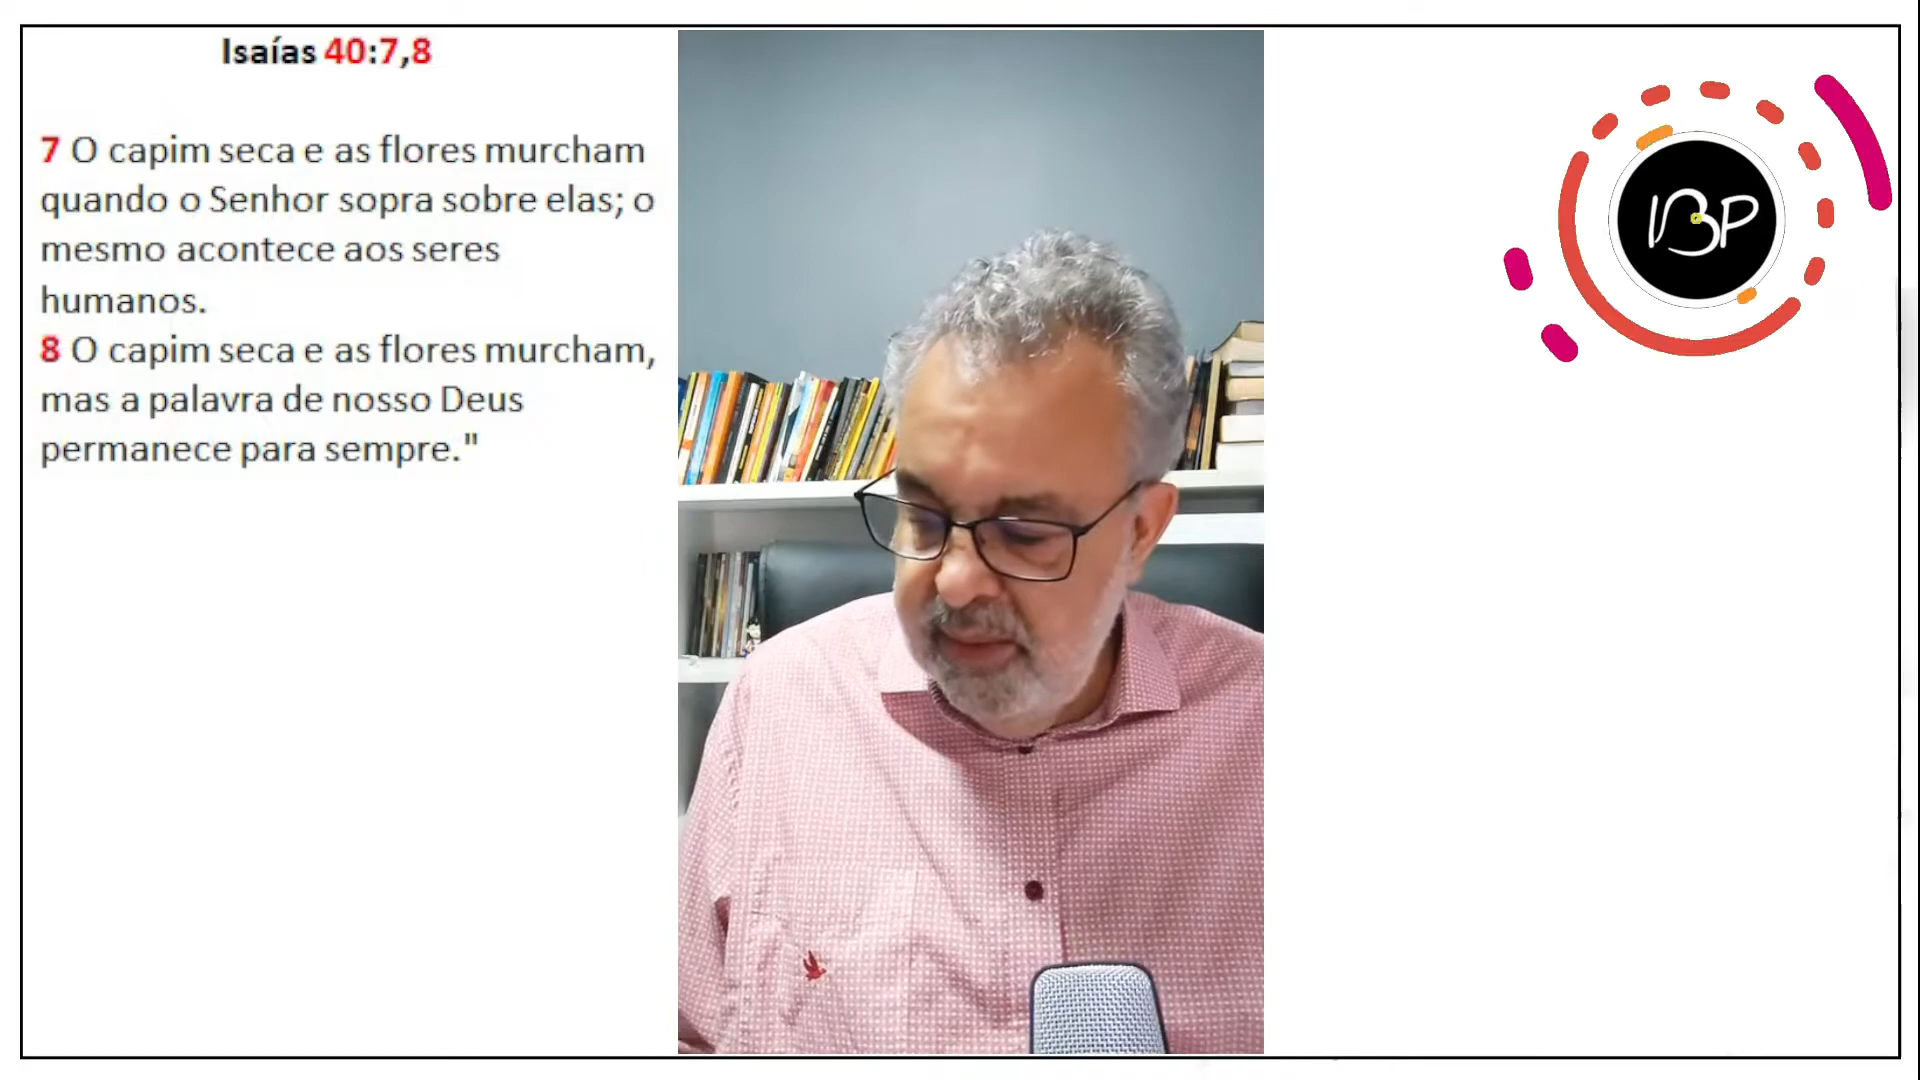 Isaías 40:7,8
7 O capim seca e as flores murcham
quando o Senhor sopra sobre elas; o
mesmo acontece aos seres
humanos.
8 O capim seca e as flores murcham,
mas a palavra de nosso Deus
permanece para sempre."
IBP